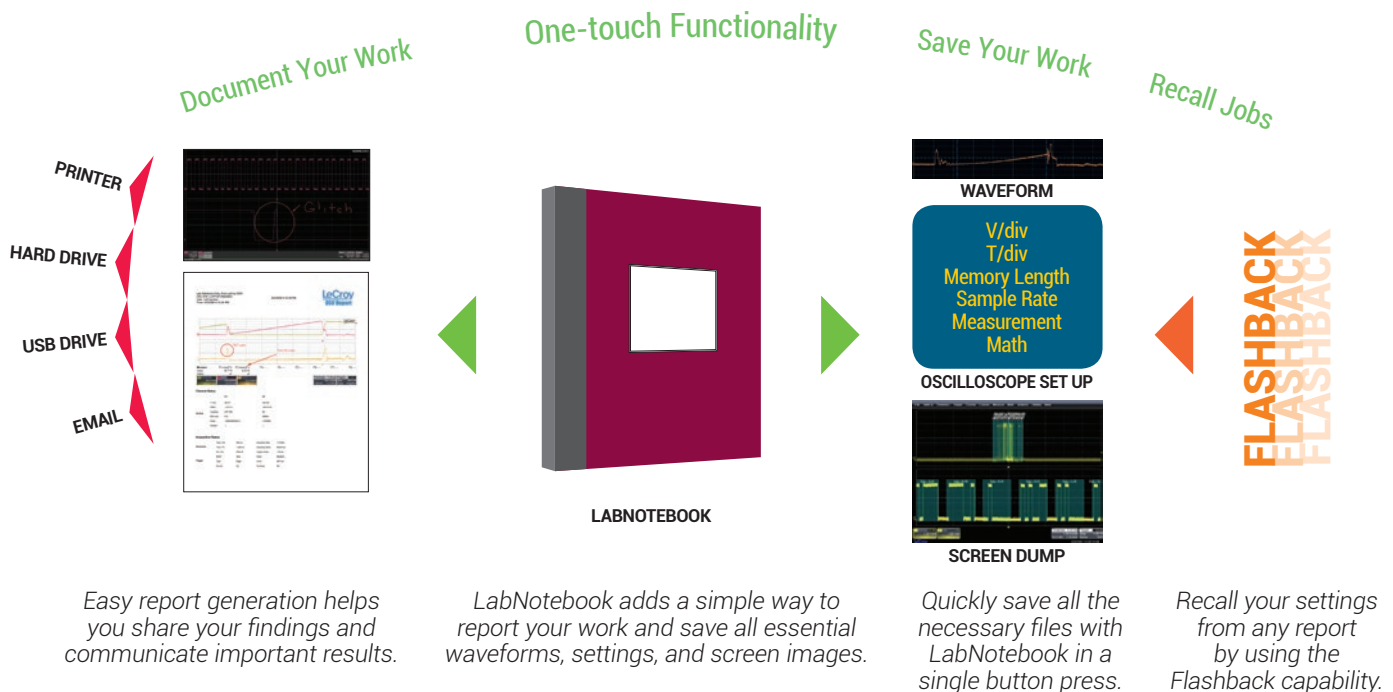 Document Your Work
One-touch Functionality
Save Your Work
Recall Jobs
PRINTER
HARD DRIVE
USB DRIVE
EMAIL
Glitch
LeCroy
LABNOTEBOOK
WAVEFORM
V/div
T/div
Memory Length
Sample Rate
Measurement
Math
OSCILLOSCOPE SET UP
SCREEN DUMP
FLASHBACK
FLASHBACK
FLASHBACK
Easy report generation helps
you share your findings and
communicate important results.
LabNotebook adds a simple way to
report your work and save all essential
waveforms, settings, and screen images.
Quickly save all the
necessary files with
LabNotebook in a
single button press.
Recall your settings
from any report
by using the
Flashback capability.